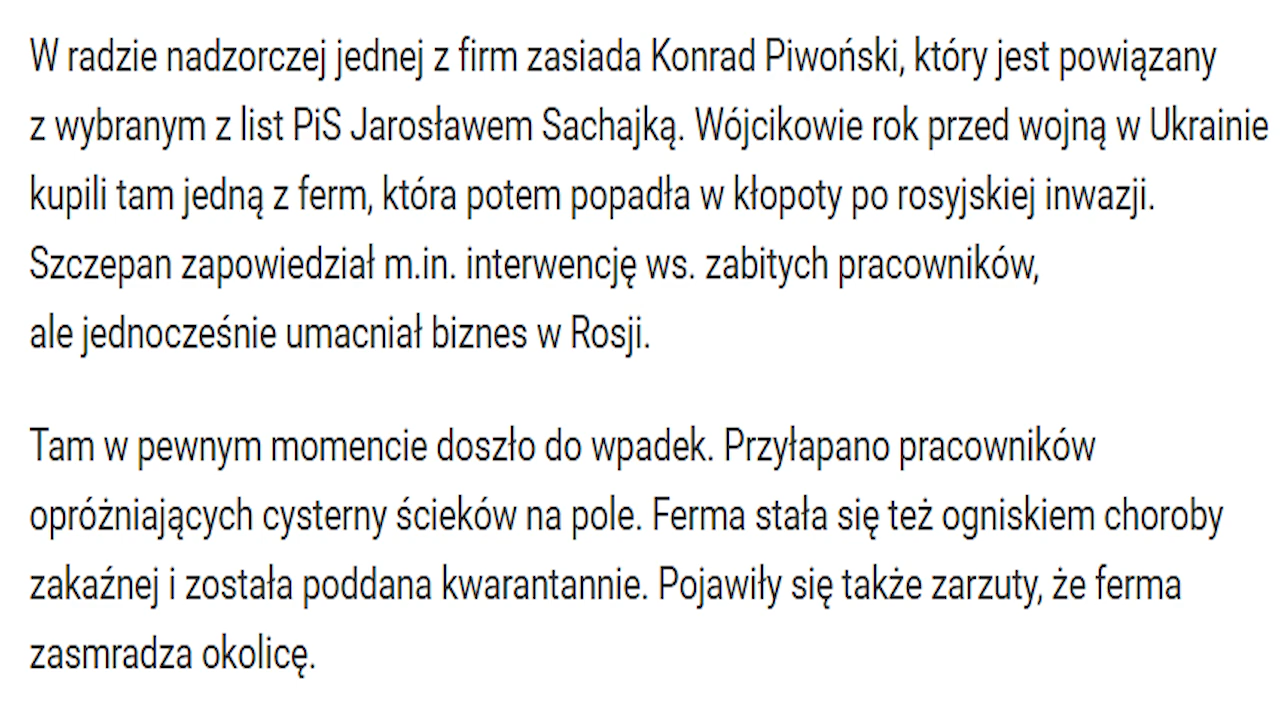 W radzie nadzorczej jednej z firm zasiada Konrad Piwoński, który jest powiązany
z wybranym z list PiS Jarosławem Sachajką. Wójcikowie rok przed wojną w Ukrainie
kupili tam jedną z ferm, która potem popadła w kłopoty po rosyjskiej inwazji.
Szczepan zapowiedział m.in. interwencję ws. zabitych pracowników,
ale jednocześnie umacniał biznes w Rosji.
Tam w pewnym momencie doszło do wpadek. Przyłapano pracowników
opróżniających cysterny ścieków na pole. Ferma stała się też ogniskiem choroby
zakaźnej i została poddana kwarantannie. Pojawiły się także zarzuty, że ferma
zasmradza okolicę.